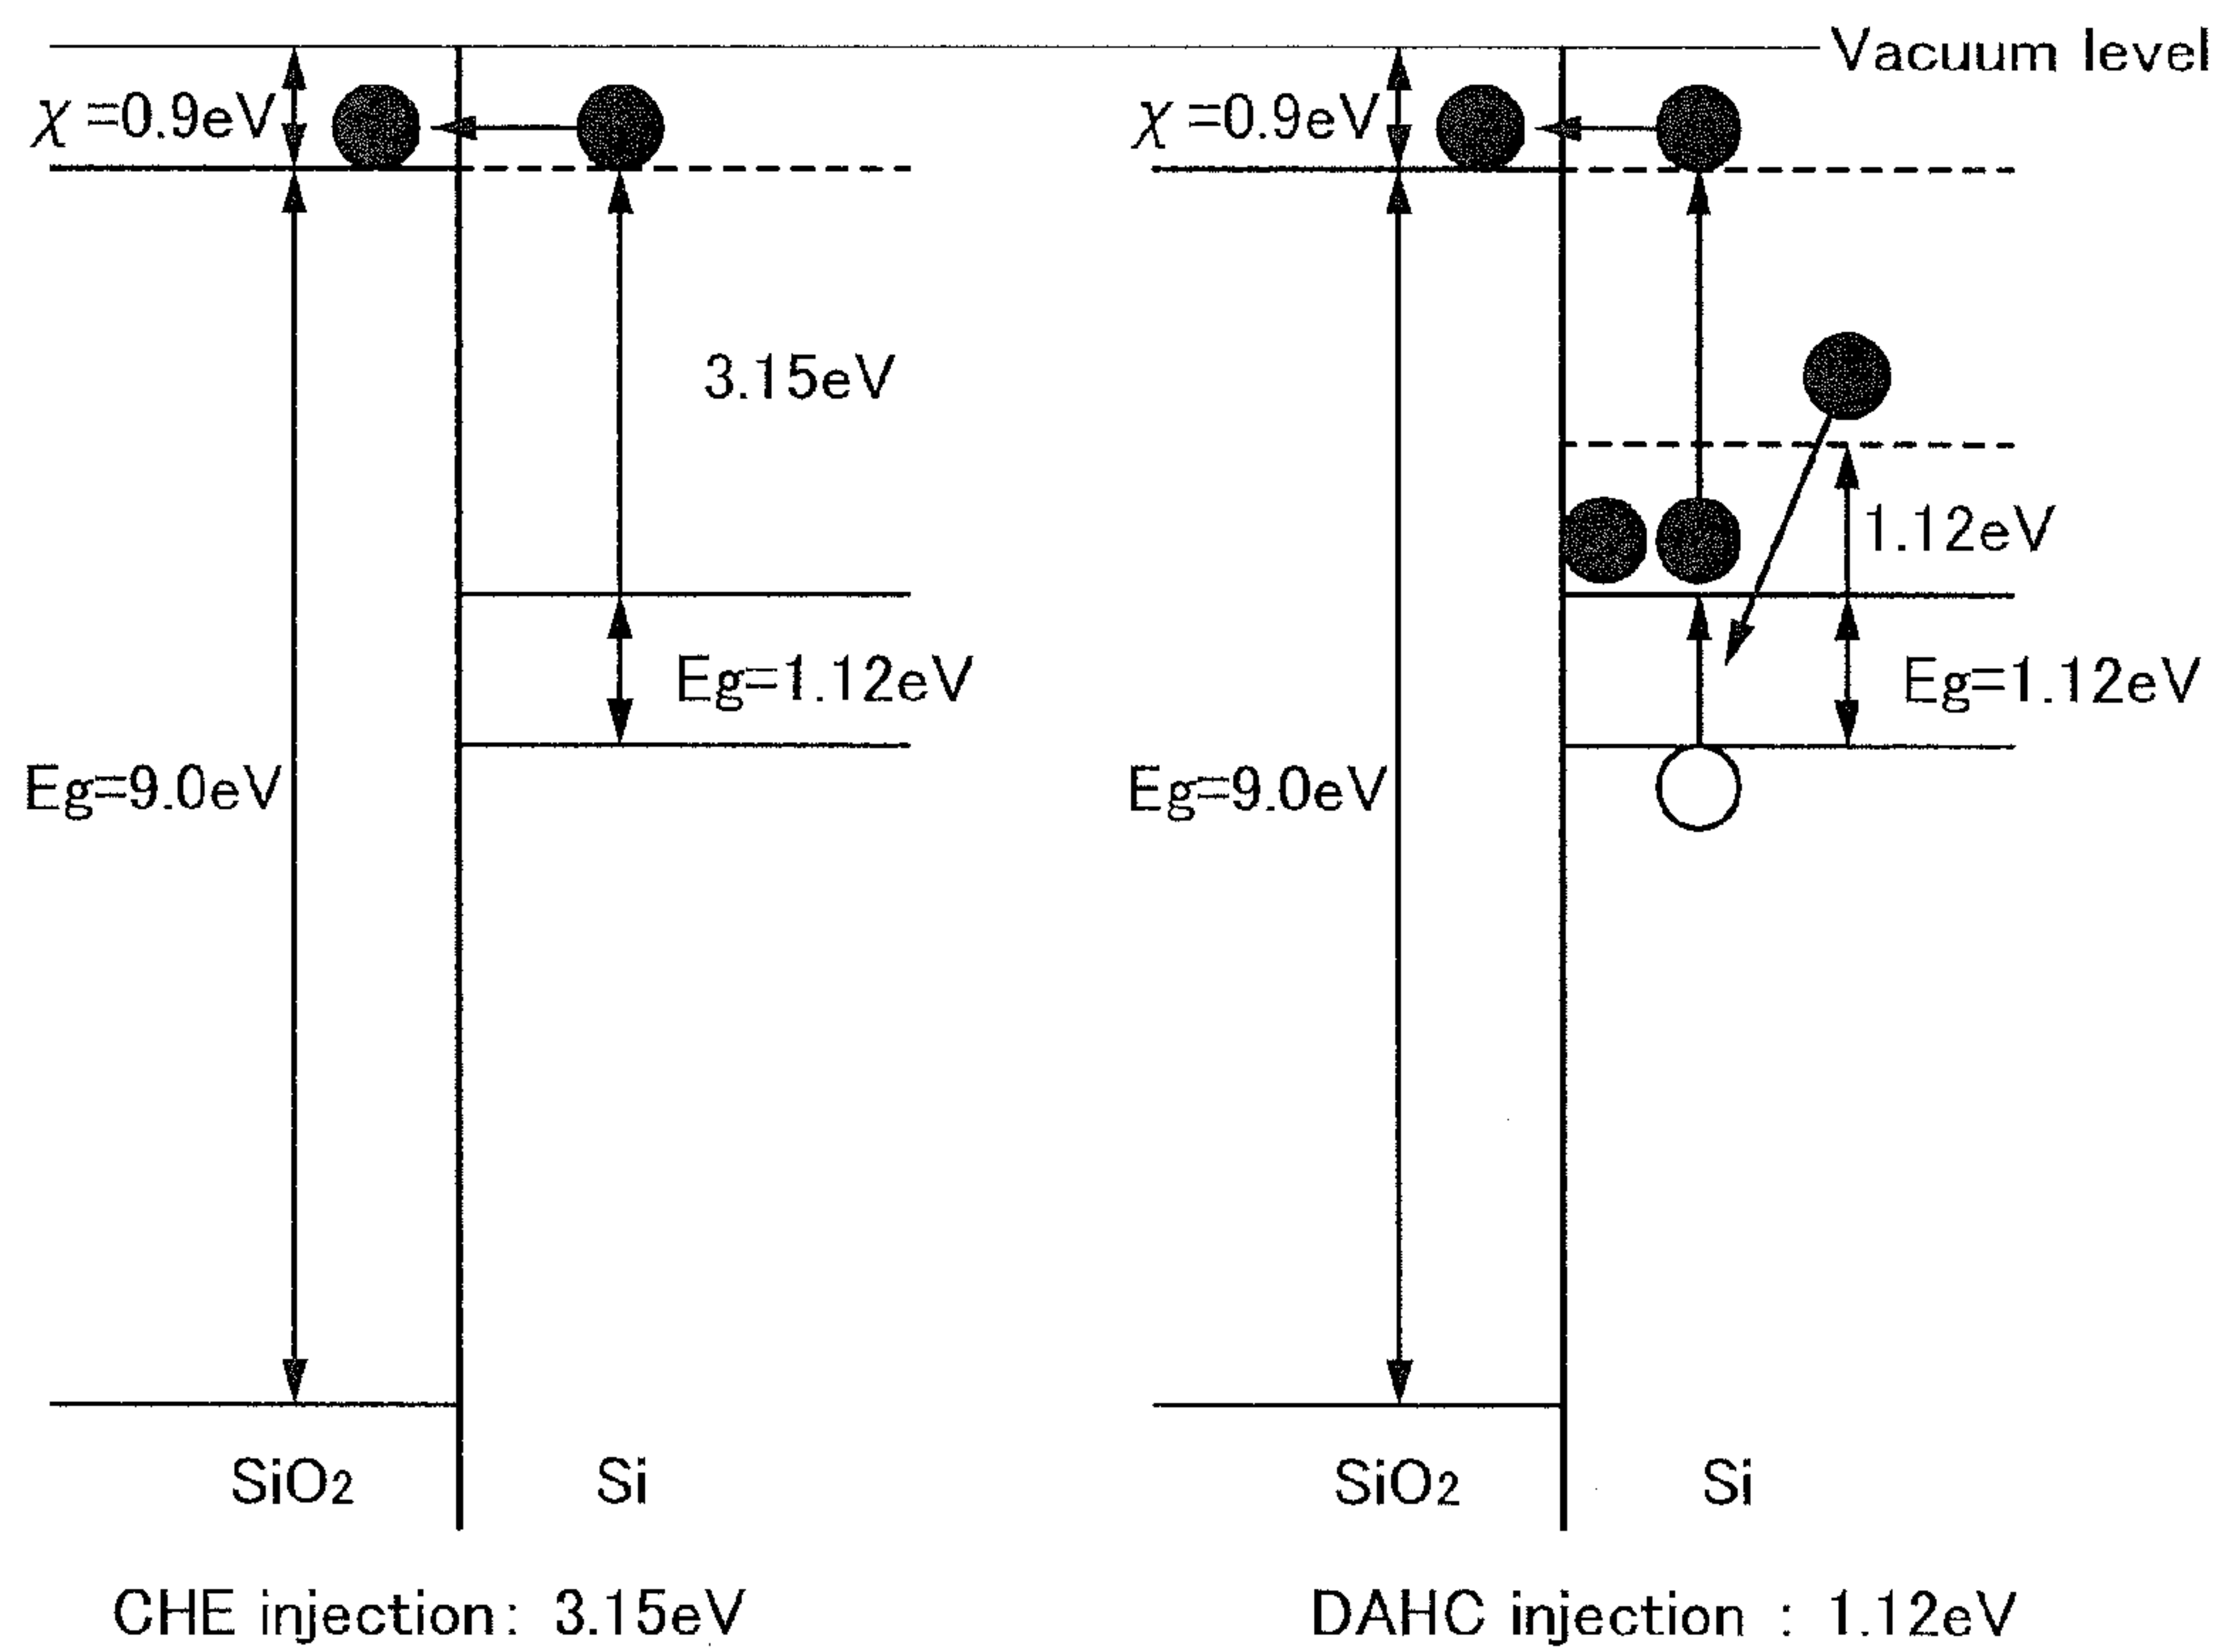 Vacuum level
χ=0.9eV
χ=0.9eV
3.15eV
1.12eV
Eg=1.12eV
Eg=1.12eV
Eg=9.0eV
Eg=9.0eV
SiO₂
Si
SiO₂
Si
CHE injection: 3.15eV
DAHC injection : 1.12eV